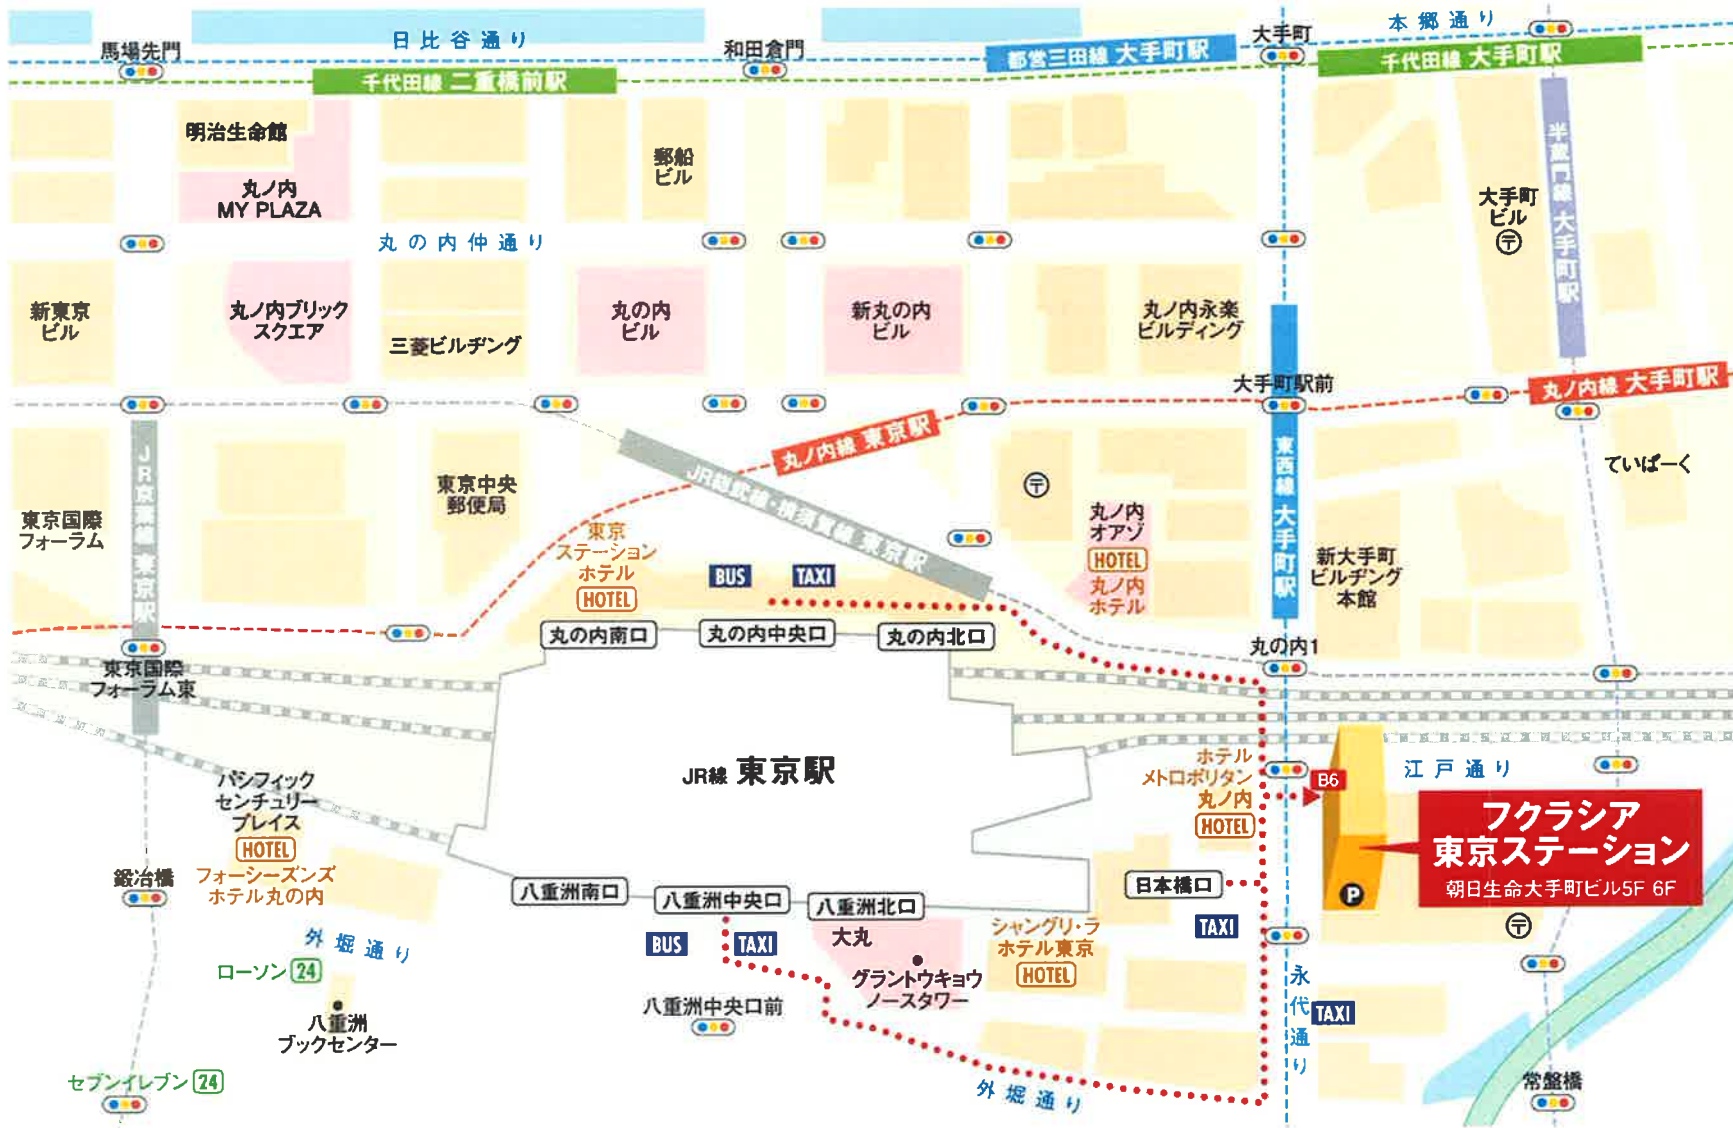 本郷通り
日比谷通り
馬場先門
和田倉門
大手町
都営三田線 大手町駅
千代田線 大手町駅
千代田線 二重橋前駅
明治生命館
丸ノ内
MY PLAZA
郵船
ビル
半蔵門線 大手町駅
大手町
ビル
〒
丸の内仲通り
新東京
ビル
丸ノ内ブリック
スクエア
三菱ビルヂング
丸の内
ビル
新丸の内
ビル
丸ノ内永楽
ビルディング
大手町駅前
丸ノ内線 大手町駅
丸ノ内線 東京駅
JR総武線・横須賀線 東京駅
JR京葉線 東京駅
東西線 大手町駅
ていぱーく
東京国際
フォーラム
東京中央
郵便局
〒
丸ノ内
オアゾ
HOTEL
丸ノ内
ホテル
東京
ステーション
ホテル
HOTEL
BUS
TAXI
新大手町
ビルヂング
本館
丸の内南口
丸の内中央口
丸の内北口
丸の内1
東京国際
フォーラム東
JR線 東京駅
ホテル
メトロポリタン
丸ノ内
HOTEL
B6
江戸通り
フクラシア
東京ステーション
朝日生命大手町ビル5F 6F
P
〒
パシフィック
センチュリー
プレイス
HOTEL
フォーシーズンズ
ホテル丸の内
鍛冶橋
八重洲南口
八重洲中央口
八重洲北口
日本橋口
TAXI
外堀通り
ローソン 24
BUS
TAXI
大丸
グラントウキョウ
ノースタワー
シャングリ・ラ
ホテル東京
HOTEL
八重洲中央口前
八重洲
ブックセンター
永代通り
TAXI
セブンイレブン 24
外堀通り
常盤橋